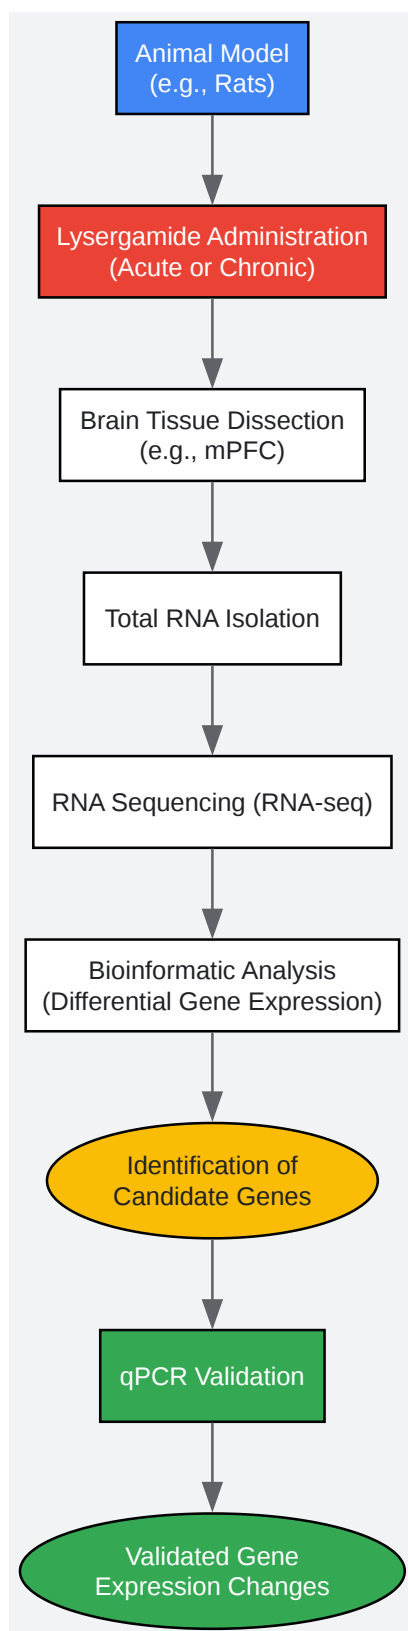 Animal Model
(e.g., Rats)
Lysergamide Administration
(Acute or Chronic)
Brain Tissue Dissection
(e.g., mPFC)
Total RNA Isolation
RNA Sequencing (RNA-seq)
Bioinformatic Analysis
(Differential Gene Expression)
Identification of
Candidate Genes
qPCR Validation
Validated Gene
Expression Changes